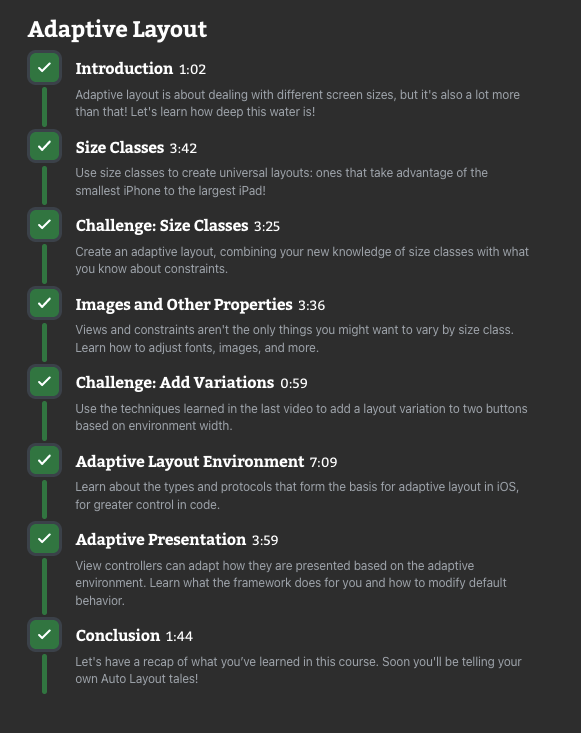 Adaptive Layout
Introduction 1:02
Adaptive layout is about dealing with different screen sizes, but it's also a lot more
than that! Let's learn how deep this water is!
Size Classes 3:42
Use size classes to create universal layouts: ones that take advantage of the
smallest iPhone to the largest iPad!
Challenge: Size Classes 3:25
Create an adaptive layout, combining your new knowledge of size classes with what
you know about constraints.
Images and Other Properties 3:36
Views and constraints aren't the only things you might want to vary by size class.
Learn how to adjust fonts, images, and more.
Challenge: Add Variations 0:59
Use the techniques learned in the last video to add a layout variation to two buttons
based on environment width.
Adaptive Layout Environment 7:09
Learn about the types and protocols that form the basis for adaptive layout in iOS,
for greater control in code.
Adaptive Presentation 3:59
View controllers can adapt how they are presented based on the adaptive
environment. Learn what the framework does for you and how to modify default
behavior.
Conclusion 1:44
Let's have a recap of what you’ve learned in this course. Soon you'll be telling your
own Auto Layout tales!